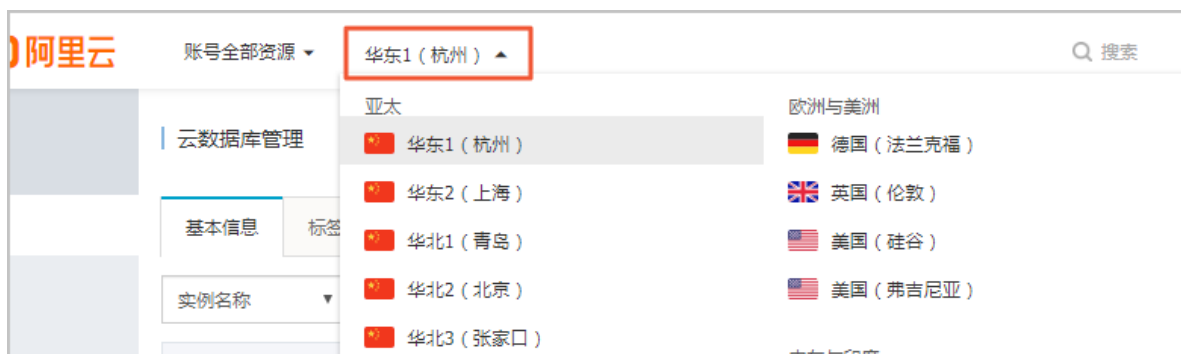 阿里云
账号全部资源
华东1（杭州）
搜索
云数据库管理
基本信息
标签
实例名称
亚太
华东1（杭州）
华东2（上海）
华北1（青岛）
华北2（北京）
华北3（张家口）
欧洲与美洲
德国（法兰克福）
英国（伦敦）
美国（硅谷）
美国（弗吉尼亚）